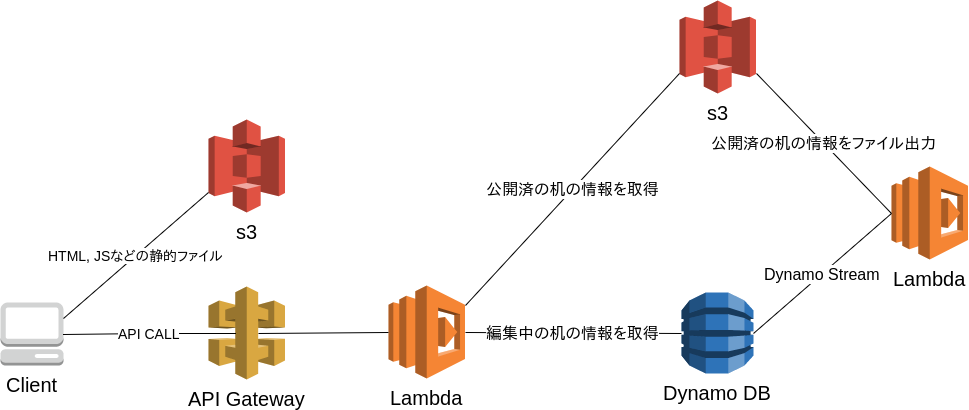 s3
公開済の机の情報をファイル出力
公開済の机の情報を取得
s3
HTML, JSなどの静的ファイル
Dynamo Stream
Lambda
API CALL
編集中の机の情報を取得
Client
API Gateway
Lambda
Dynamo DB